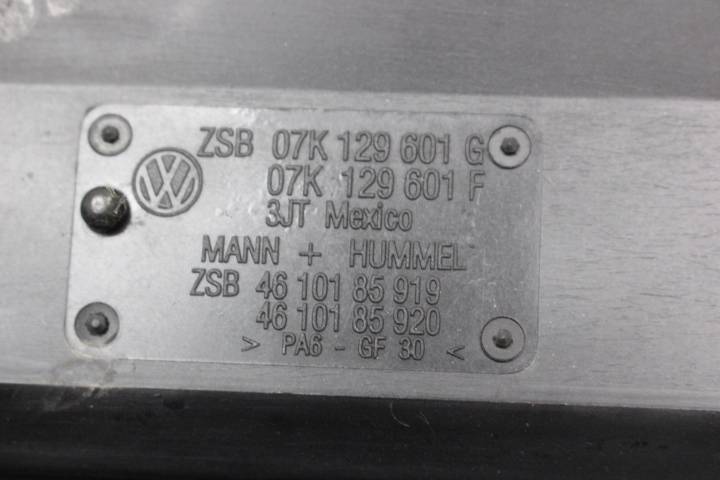 ZSB 07K 129 601 G
07K 129 601 F
3JT Mexico
MANN + HUMMEL
ZSB 46 101 85 919
46 101 85 920
> PA6 - GF 30 <